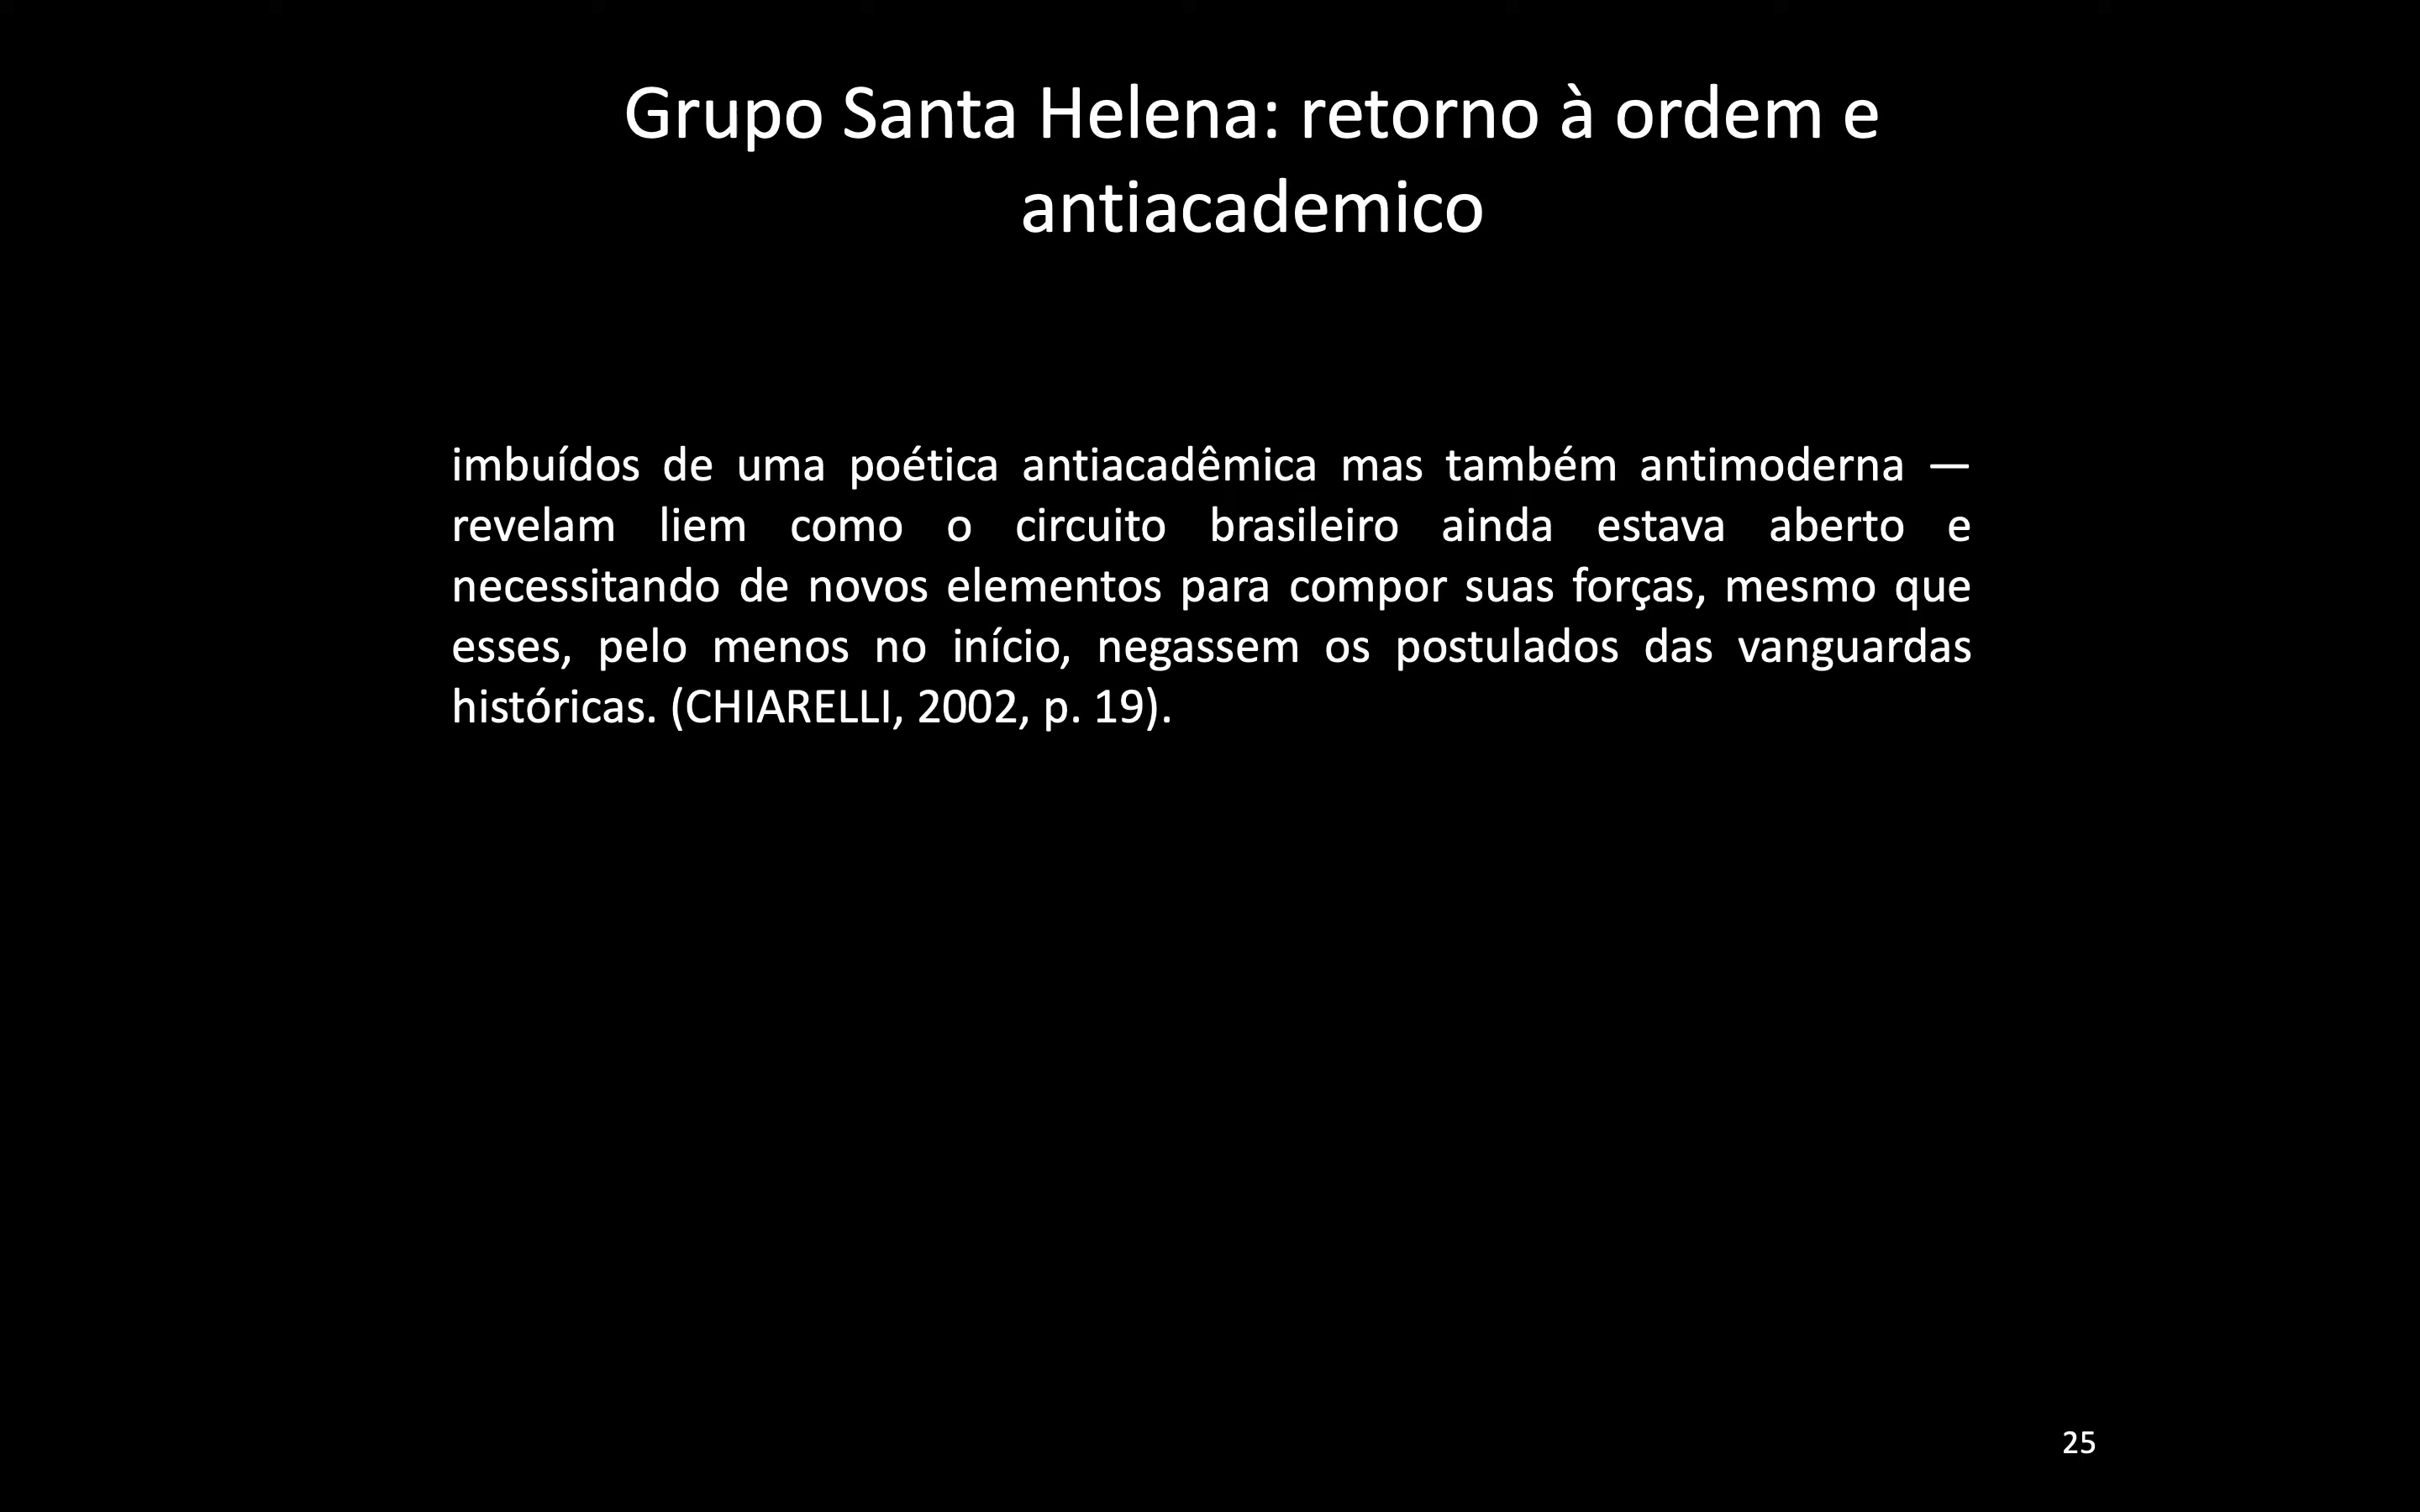 Grupo Santa Helena: retorno à ordem e
antiacademico
imbuídos de uma poética antiacadêmica mas também antimoderna —
revelam liem como o circuito brasileiro ainda estava aberto e
necessitando de novos elementos para compor suas forças, mesmo que
esses, pelo menos no início, negassem os postulados das vanguardas
históricas. (CHIARELLI, 2002, p. 19).
25